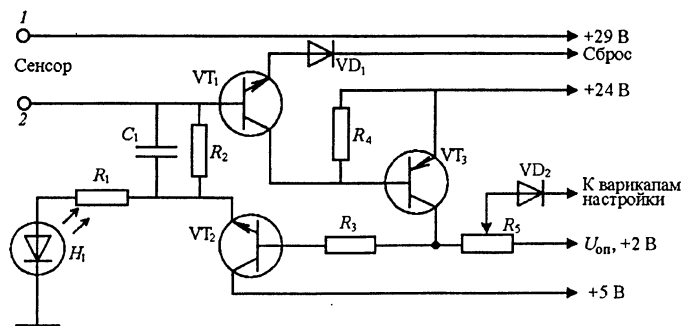 1
+29 В
Сброс
Сенсор
VD1
VT1
+24 В
2
C1
R2
R4
VT3
VD2
R1
К варикапам
настройки
VT2
R3
R5
H1
Uоп, +2 В
+5 В